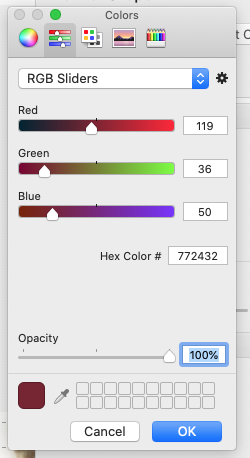 Colors
RGB Sliders
Red
119
Green
36
Blue
50
Hex Color # 772432
Opacity
100%
Cancel OK